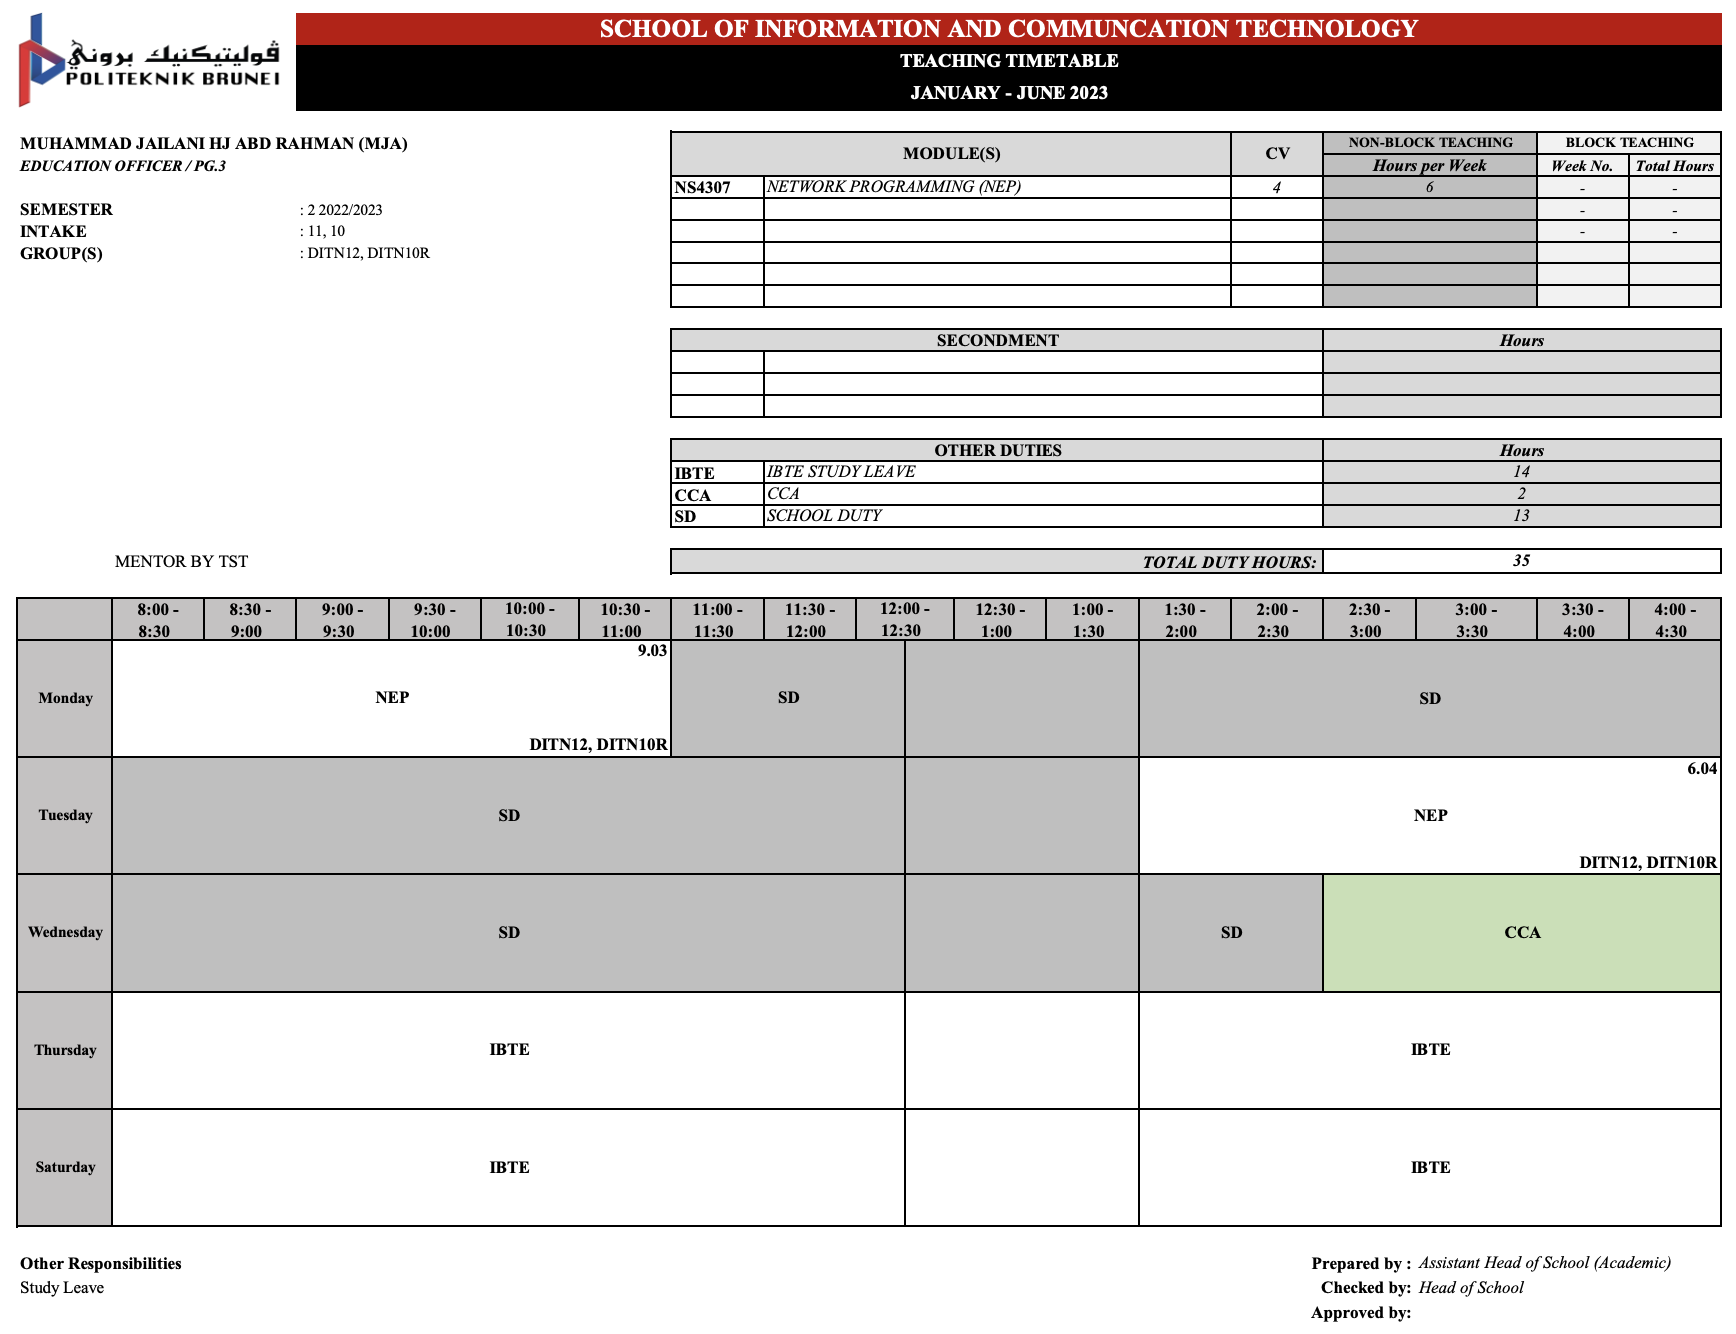 SCHOOL OF INFORMATION AND COMMUNCATION TECHNOLOGY
ڤوليتيكنيك بروني
POLITEKNIK BRUNEI
TEACHING TIMETABLE
JANUARY - JUNE 2023
MUHAMMAD JAILANI HJ ABD RAHMAN (MJA)
EDUCATION OFFICER / PG.3
SEMESTER : 2 2022/2023
INTAKE : 11, 10
GROUP(S) : DITN12, DITN10R
MODULE(S) CV NON-BLOCK TEACHING BLOCK TEACHING
Hours per Week Week No. Total Hours
NS4307 NETWORK PROGRAMMING (NEP) 4 6 - -
- -
- -
SECONDMENT Hours
OTHER DUTIES Hours
IBTE IBTE STUDY LEAVE 14
CCA CCA 2
SD SCHOOL DUTY 13
MENTOR BY TST
TOTAL DUTY HOURS: 35
8:00 - 8:30 - 9:00 - 9:30 - 10:00 - 10:30 - 11:00 - 11:30 - 12:00 - 12:30 - 1:00 - 1:30 - 2:00 - 2:30 - 3:00 - 3:30 - 4:00 -
8:30 9:00 9:30 10:00 10:30 11:00 11:30 12:00 12:30 1:00 1:30 2:00 2:30 3:00 3:30 4:00 4:30
9.03
Monday NEP SD SD
DITN12, DITN10R
6.04
Tuesday SD NEP
DITN12, DITN10R
Wednesday SD SD CCA
Thursday IBTE IBTE
Saturday IBTE IBTE
Other Responsibilities
Study Leave
Prepared by : Assistant Head of School (Academic)
Checked by: Head of School
Approved by: